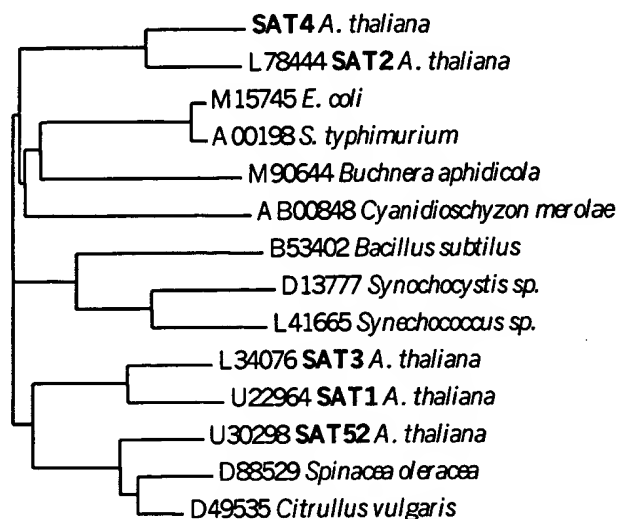 SAT4 A. thaliana
L78444 SAT2 A. thaliana
M15745 E. coli
A00198 S. typhimurium
M90644 Buchnera aphidicola
AB00848 Cyanidioschyzon merolae
B53402 Bacillus subtilus
D13777 Synochocystis sp.
L41665 Synechococcus sp.
L34076 SAT3 A. thaliana
U22964 SAT1 A. thaliana
U30298 SAT52 A. thaliana
D88529 Spinacea oleracea
D49535 Citrullus vulgaris